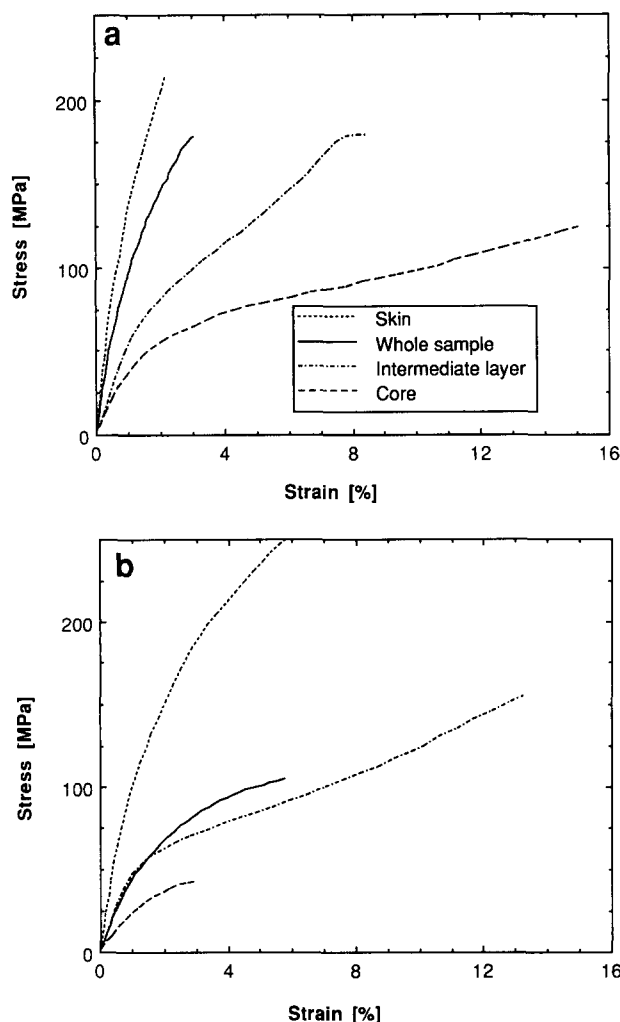 a
200
100
0
Stress [MPa]
Skin
Whole sample
Intermediate layer
Core
0 4 8 12 16
Strain [%]
b
200
100
0
Stress [MPa]
0 4 8 12 16
Strain [%]